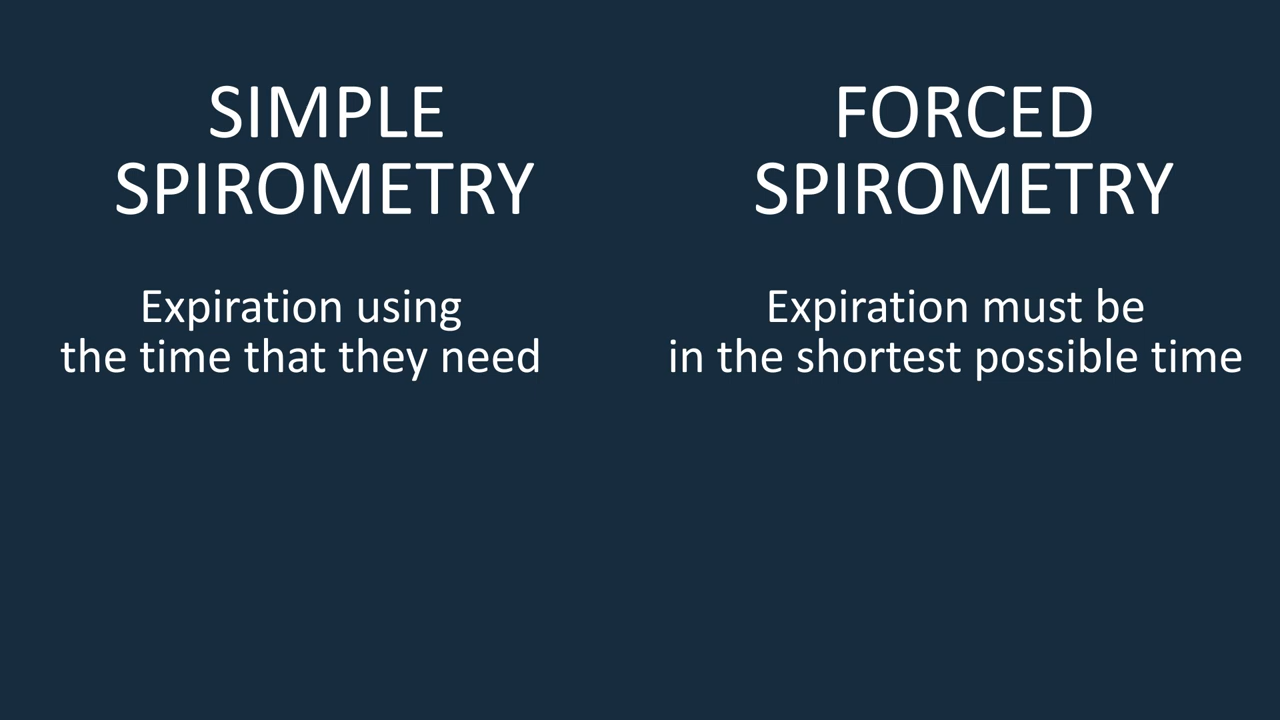 SIMPLE
SPIROMETRY
Expiration using
the time that they need
FORCED
SPIROMETRY
Expiration must be
in the shortest possible time